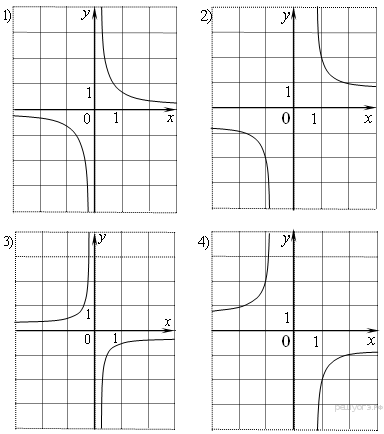 1) y 1 0 1 x
2) y 1 0 1 x
3) y 1 0 1 x
4) y 1 0 1 x
решуогэ.рф